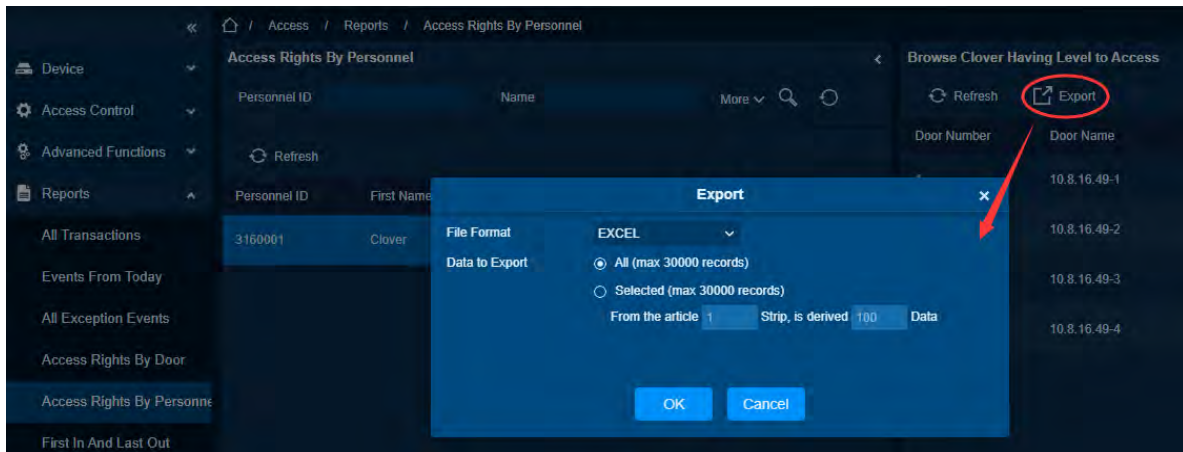 «
Access / Reports / Access Rights By Personnel
Device
Access Control
Advanced Functions
Reports
All Transactions
Events From Today
All Exception Events
Access Rights By Door
Access Rights By Personne
First In And Last Out
Access Rights By Personnel
Personnel ID Name More
Refresh
Personnel ID First Name
3160001 Clover
Browse Clover Having Level to Access
Refresh Export
Door Number Door Name
10.8.16.49-1
10.8.16.49-2
10.8.16.49-3
10.8.16.49-4
Export
File Format EXCEL
Data to Export All (max 30000 records)
Selected (max 30000 records)
From the article 1 Strip, is derived 100 Data
OK Cancel